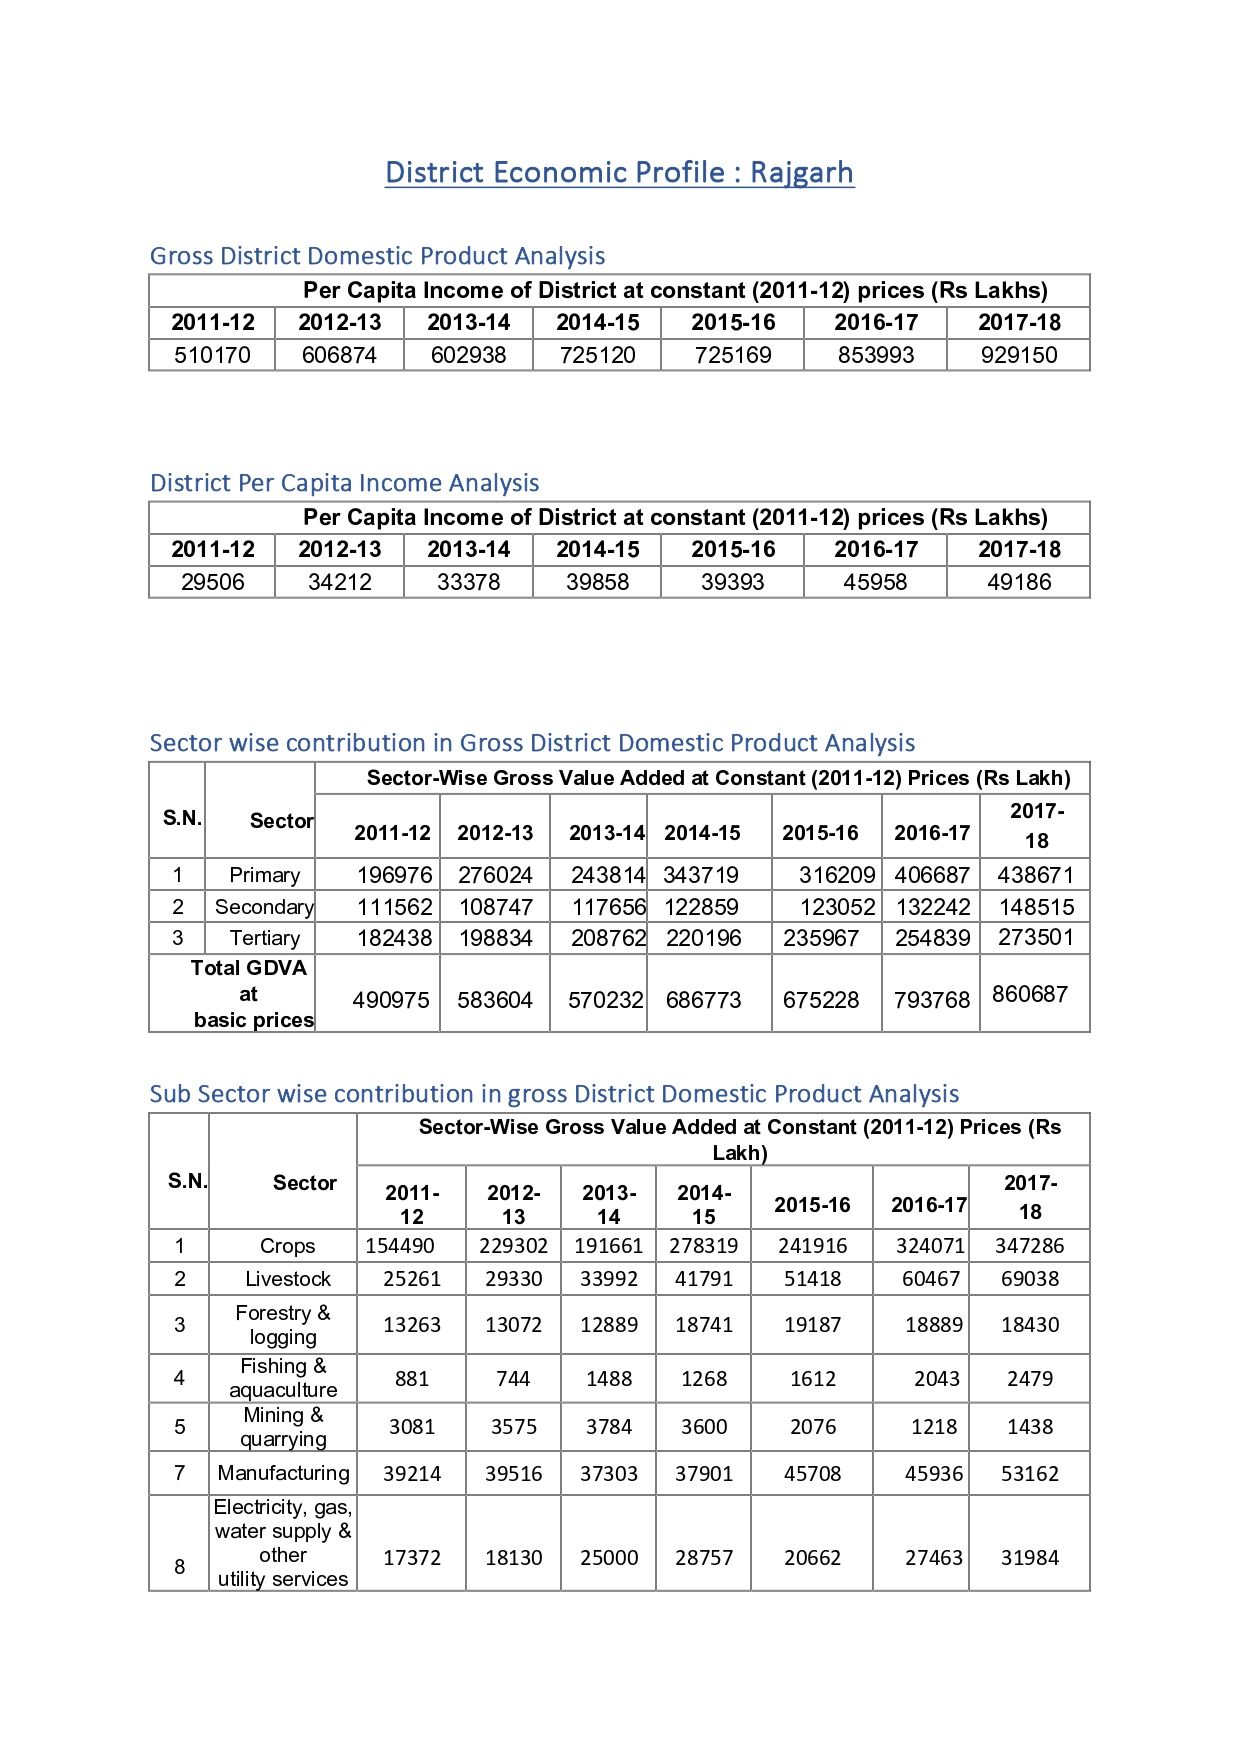 District Economic Profile : Rajgarh
Gross District Domestic Product Analysis
Per Capita Income of District at constant (2011-12) prices (Rs Lakhs)
2011-12 2012-13 2013-14 2014-15 2015-16 2016-17 2017-18
510170 606874 602938 725120 725169 853993 929150
District Per Capita Income Analysis
Per Capita Income of District at constant (2011-12) prices (Rs Lakhs)
2011-12 2012-13 2013-14 2014-15 2015-16 2016-17 2017-18
29506 34212 33378 39858 39393 45958 49186
Sector wise contribution in Gross District Domestic Product Analysis
S.N. Sector Sector-Wise Gross Value Added at Constant (2011-12) Prices (Rs Lakh)
2011-12 2012-13 2013-14 2014-15 2015-16 2016-17 2017-
18
1 Primary 196976 276024 243814 343719 316209 406687 438671
2 Secondary 111562 108747 117656 122859 123052 132242 148515
3 Tertiary 182438 198834 208762 220196 235967 254839 273501
Total GDVA
at
basic prices
490975 583604 570232 686773 675228 793768 860687
Sub Sector wise contribution in gross District Domestic Product Analysis
S.N. Sector Sector-Wise Gross Value Added at Constant (2011-12) Prices (Rs
Lakh)
2011- 2012- 2013- 2014- 2015-16 2016-17 2017-
12 13 14 15 18
1 Crops 154490 229302 191661 278319 241916 324071 347286
2 Livestock 25261 29330 33992 41791 51418 60467 69038
3 Forestry &
logging
13263 13072 12889 18741 19187 18889 18430
4 Fishing &
aquaculture
881 744 1488 1268 1612 2043 2479
5 Mining &
quarrying
3081 3575 3784 3600 2076 1218 1438
7 Manufacturing 39214 39516 37303 37901 45708 45936 53162
8 Electricity, gas,
water supply &
other
utility services
17372 18130 25000 28757 20662 27463 31984